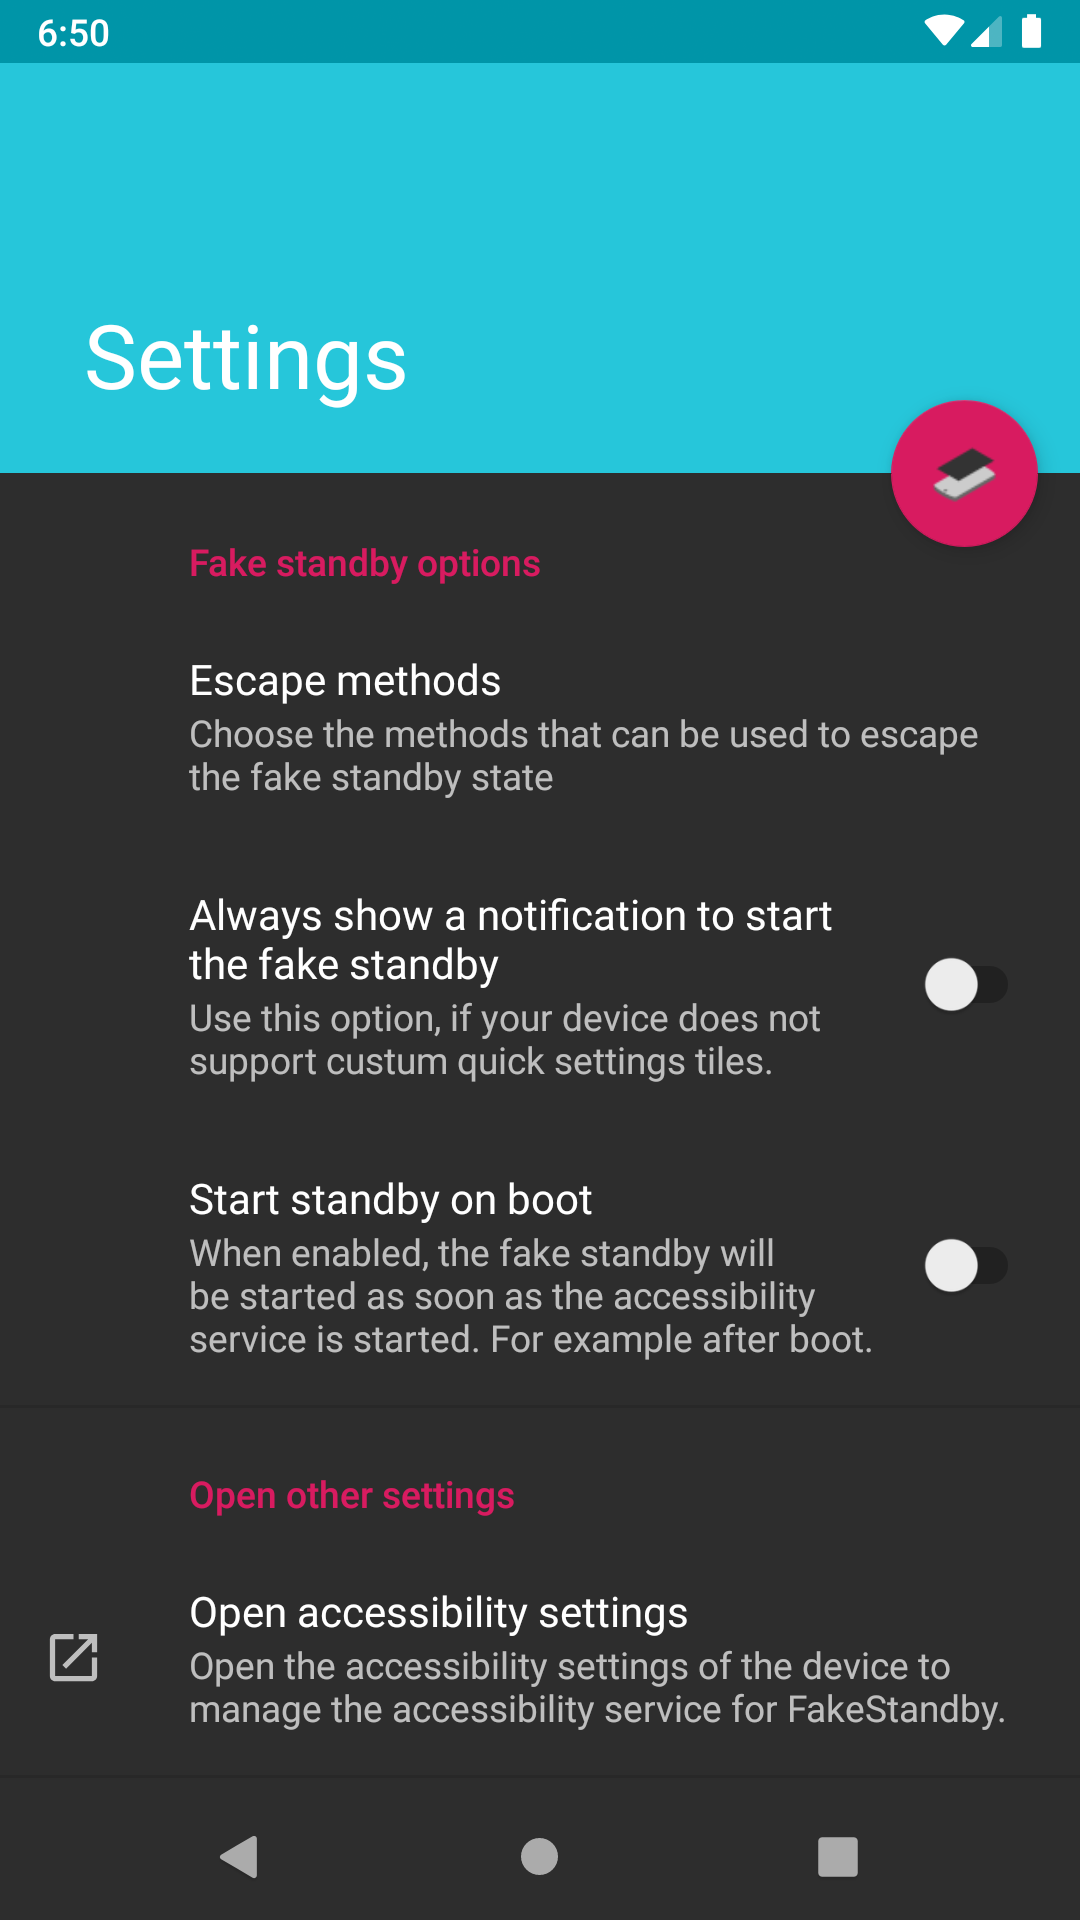 6:50
Settings
Fake standby options
Escape methods
Choose the methods that can be used to escape
the fake standby state
Always show a notification to start
the fake standby
Use this option, if your device does not
support custum quick settings tiles.
Start standby on boot
When enabled, the fake standby will
be started as soon as the accessibility
service is started. For example after boot.
Open other settings
Open accessibility settings
Open the accessibility settings of the device to
manage the accessibility service for FakeStandby.